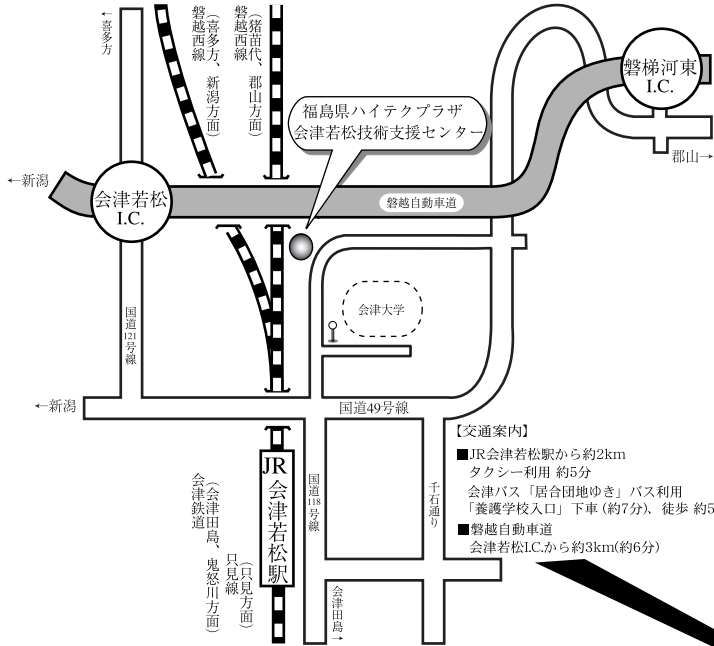 ←喜多方
磐越西線
(喜多方、新潟方面)
磐越西線
(猪苗代、郡山方面)
福島県ハイテクプラザ
会津若松技術支援センター
磐梯河東
I.C.
郡山→
←新潟
会津若松
I.C.
磐越自動車道
会津大学
国道121号線
←新潟
国道49号線
JR会津若松駅
国道118号線
千石通り
会津鉄道
(会津田島、鬼怒川方面)
只見線
(只見方面)
会津田島→
【交通案内】
■JR会津若松駅から約2km
タクシー利用 約5分
会津バス「居合団地ゆき」バス利用
「養護学校入口」下車(約7分)、徒歩 約5
■磐越自動車道
会津若松I.C.から約3km(約6分)